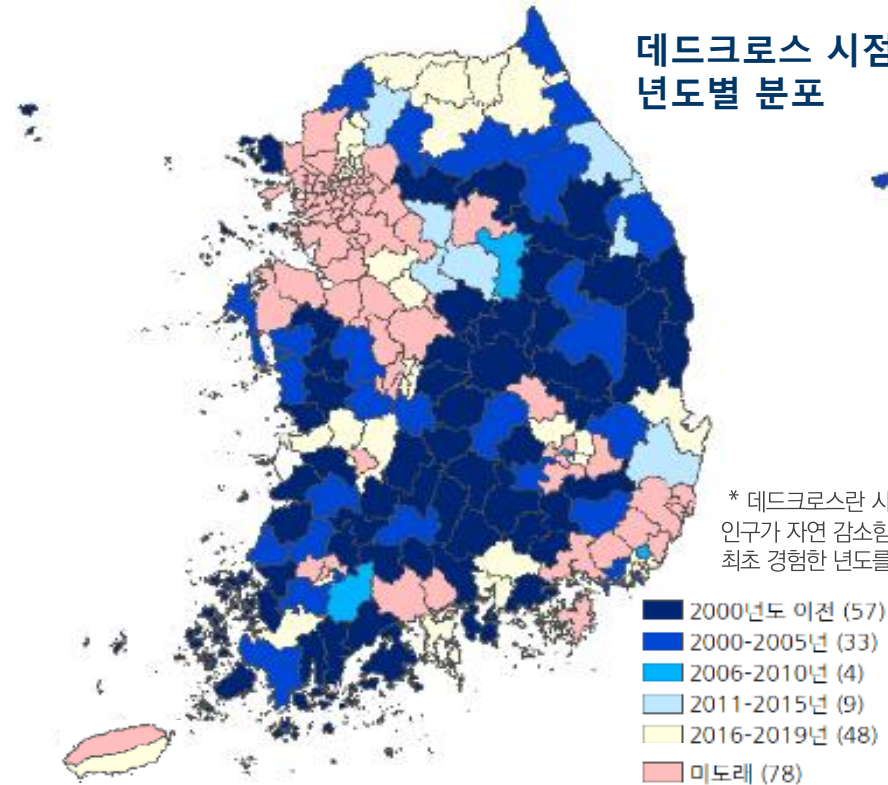 데드크로스 시점
년도별 분포
* 데드크로스란 시
인구가 자연 감소함
최초 경험한 년도를
2000년도 이전 (57)
2000-2005년 (33)
2006-2010년 (4)
2011-2015년 (9)
2016-2019년 (48)
미도래 (78)